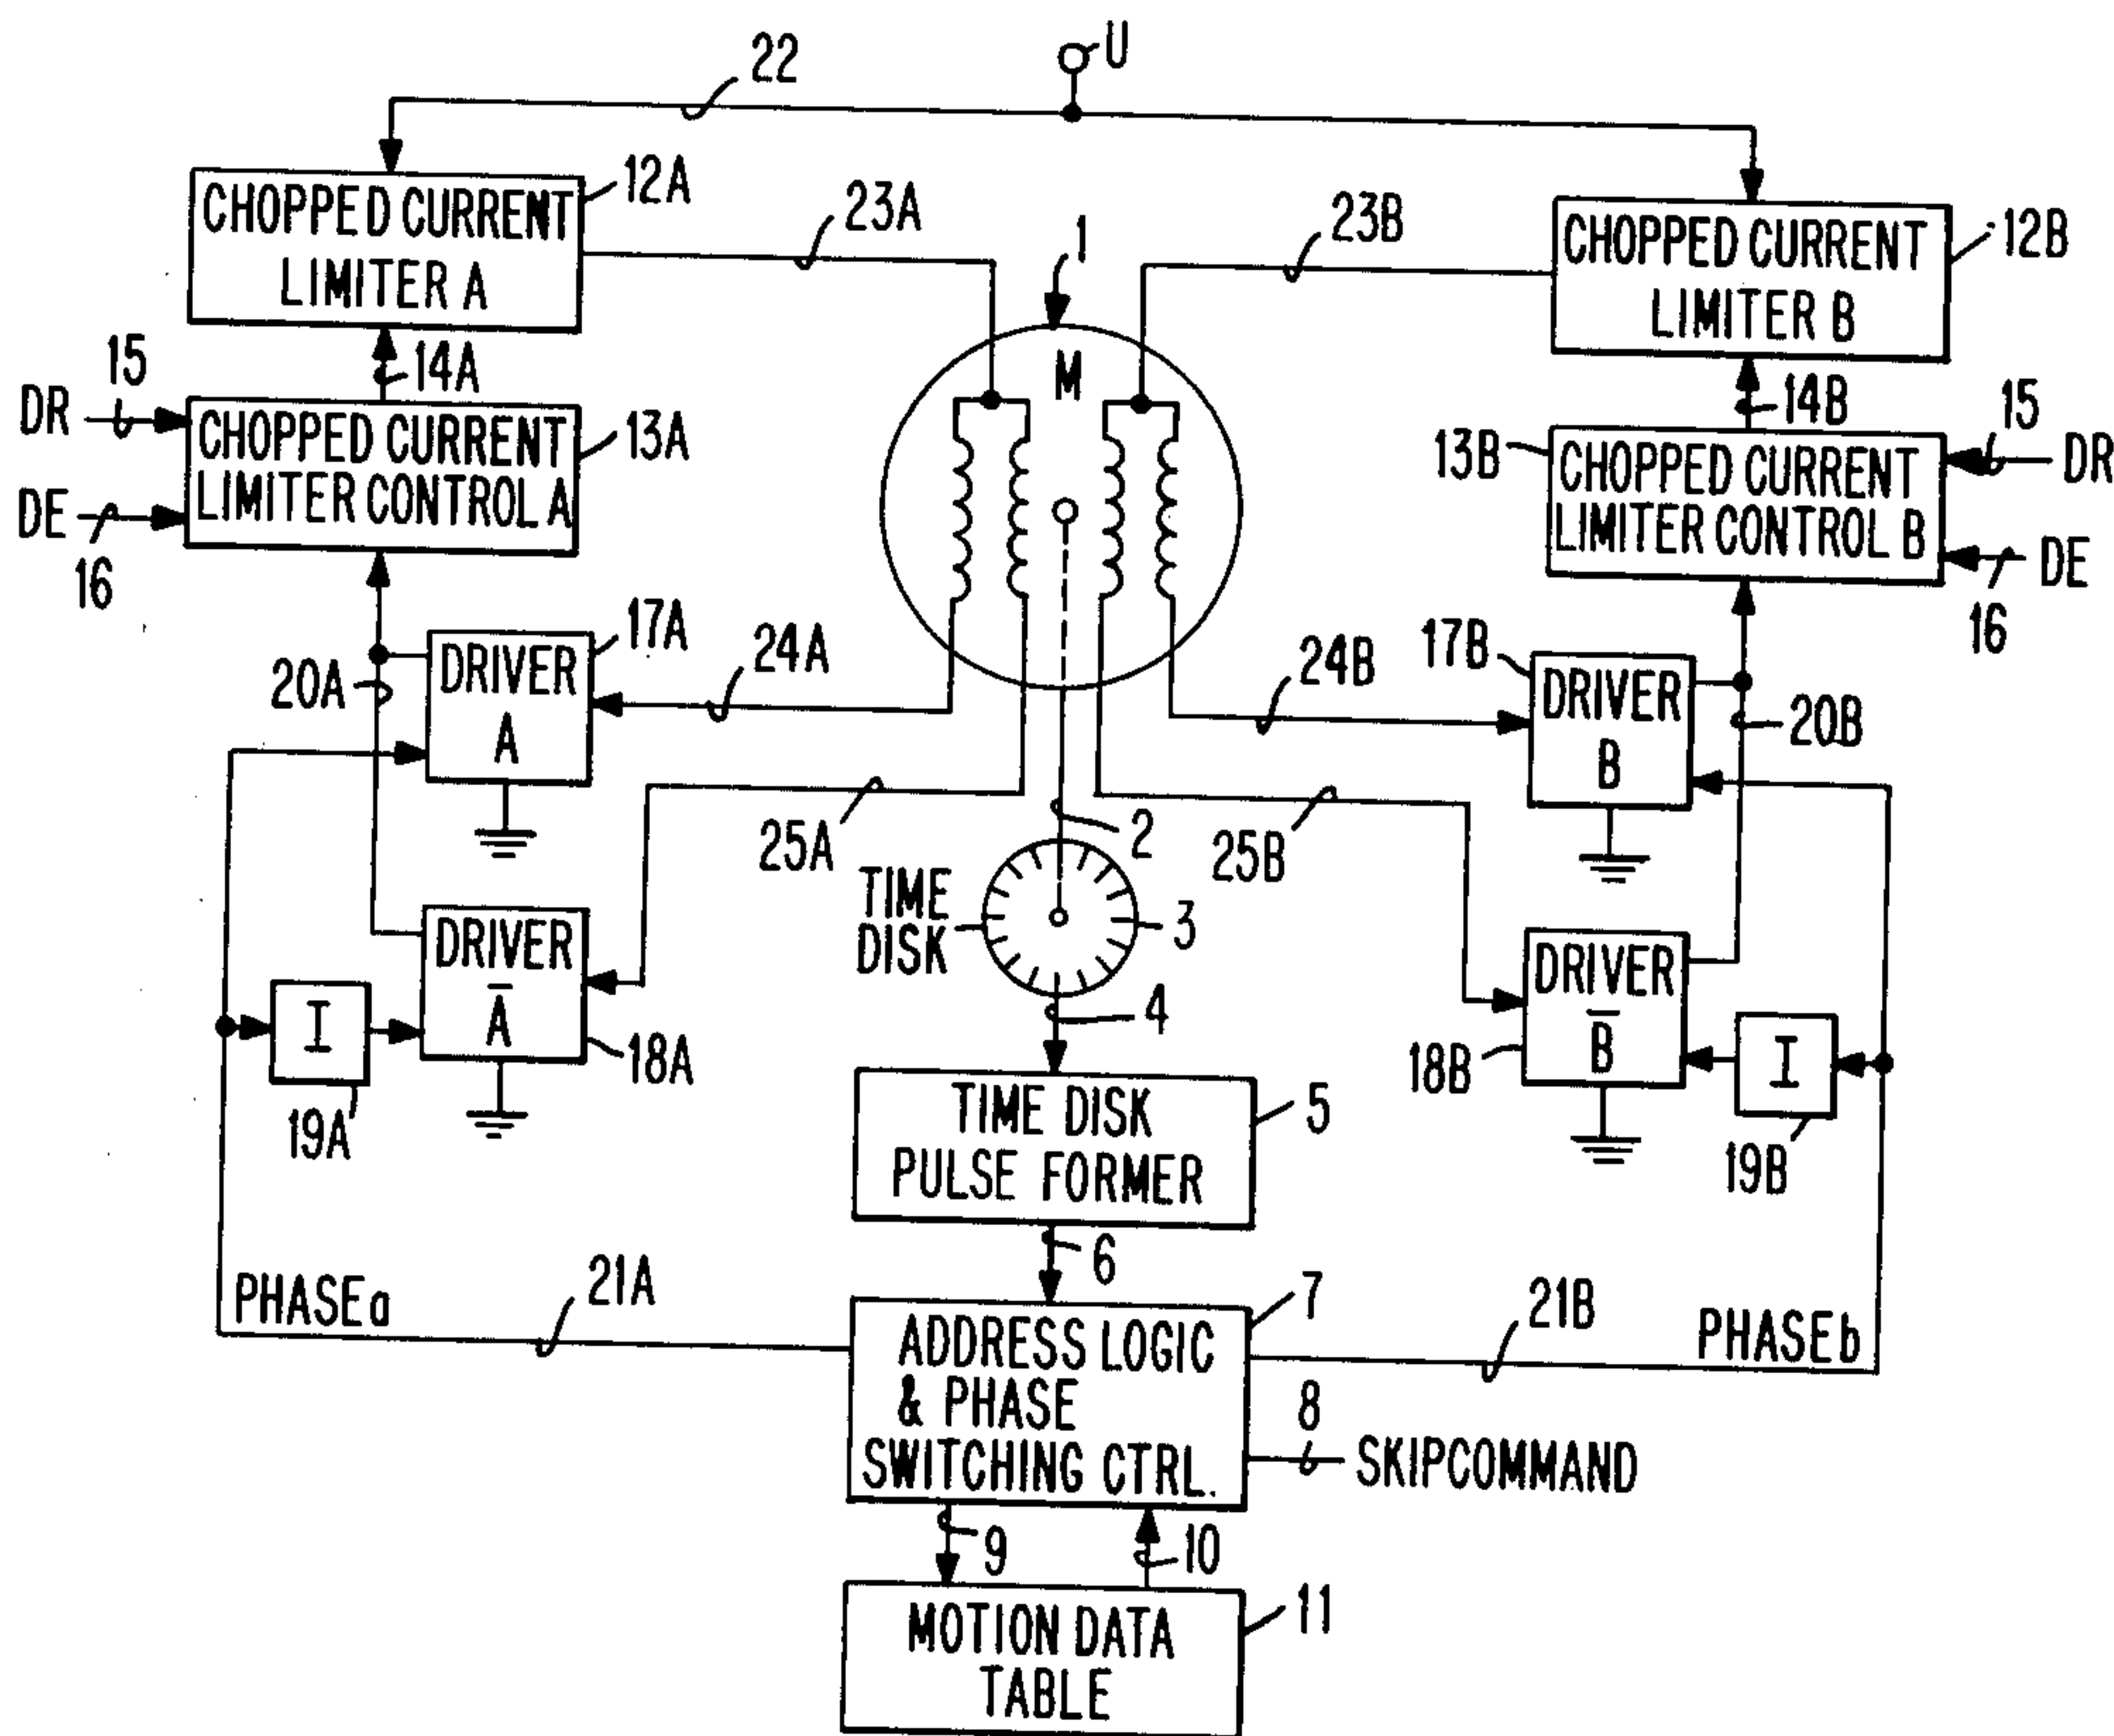 U
22
CHOPPED CURRENT
LIMITER A
12A
23A
1
23B
CHOPPED CURRENT
LIMITER B
12B
M
15
DR
14A
CHOPPED CURRENT
LIMITER CONTROL A
13A
DE
16
14B
15
DR
13B
CHOPPED CURRENT
LIMITER CONTROL B
DE
16
17A
DRIVER
A
20A
24A
24B
17B
DRIVER
B
20B
25A
2
25B
TIME
DISK
3
DRIVER
A̅
18A
I
19A
4
DRIVER
B̅
18B
I
19B
TIME DISK
PULSE FORMER
5
6
PHASE a
21A
ADDRESS LOGIC
& PHASE
SWITCHING CTRL.
7
21B
PHASE b
8
SKIPCOMMAND
9
10
MOTION DATA
TABLE
11